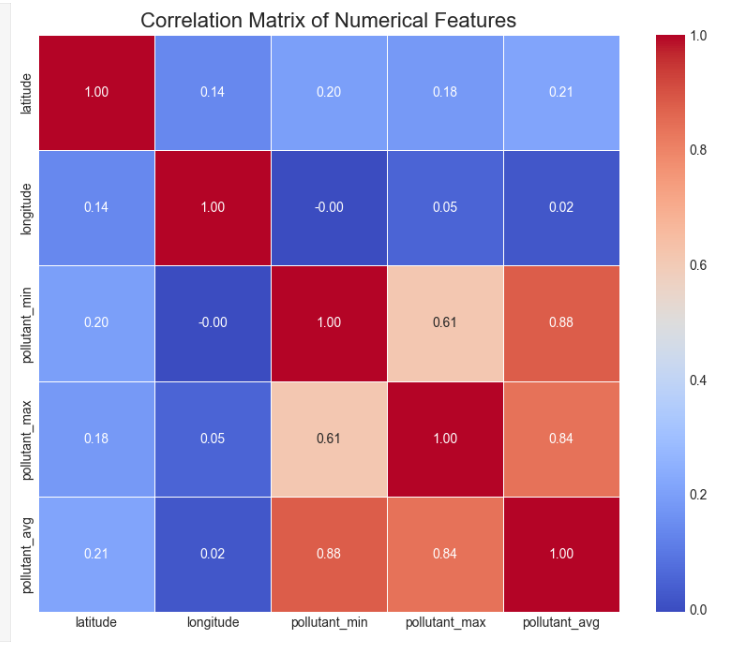 Correlation Matrix of Numerical Features
latitude 1.00 0.14 0.20 0.18 0.21
longitude 0.14 1.00 -0.00 0.05 0.02
pollutant_min 0.20 -0.00 1.00 0.61 0.88
pollutant_max 0.18 0.05 0.61 1.00 0.84
pollutant_avg 0.21 0.02 0.88 0.84 1.00
latitude longitude pollutant_min pollutant_max pollutant_avg
1.0
0.8
0.6
0.4
0.2
0.0